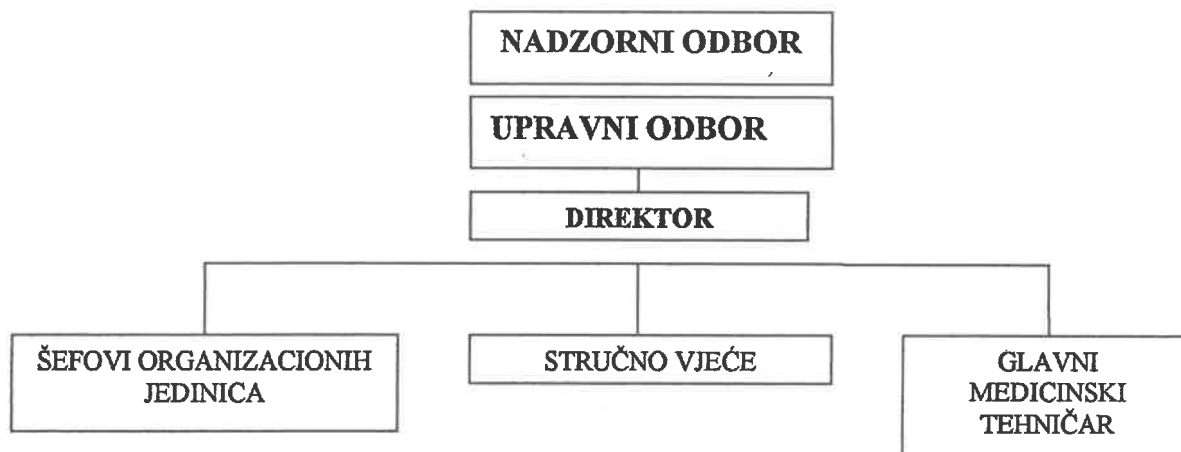 NADZORNI ODBOR
UPRAVNI ODBOR
DIREKTOR
ŠEFOVI ORGANIZACIONIH
JEDINICA
STRUČNO VJEĆE
GLAVNI
MEDICINSKI
TEHNIČAR